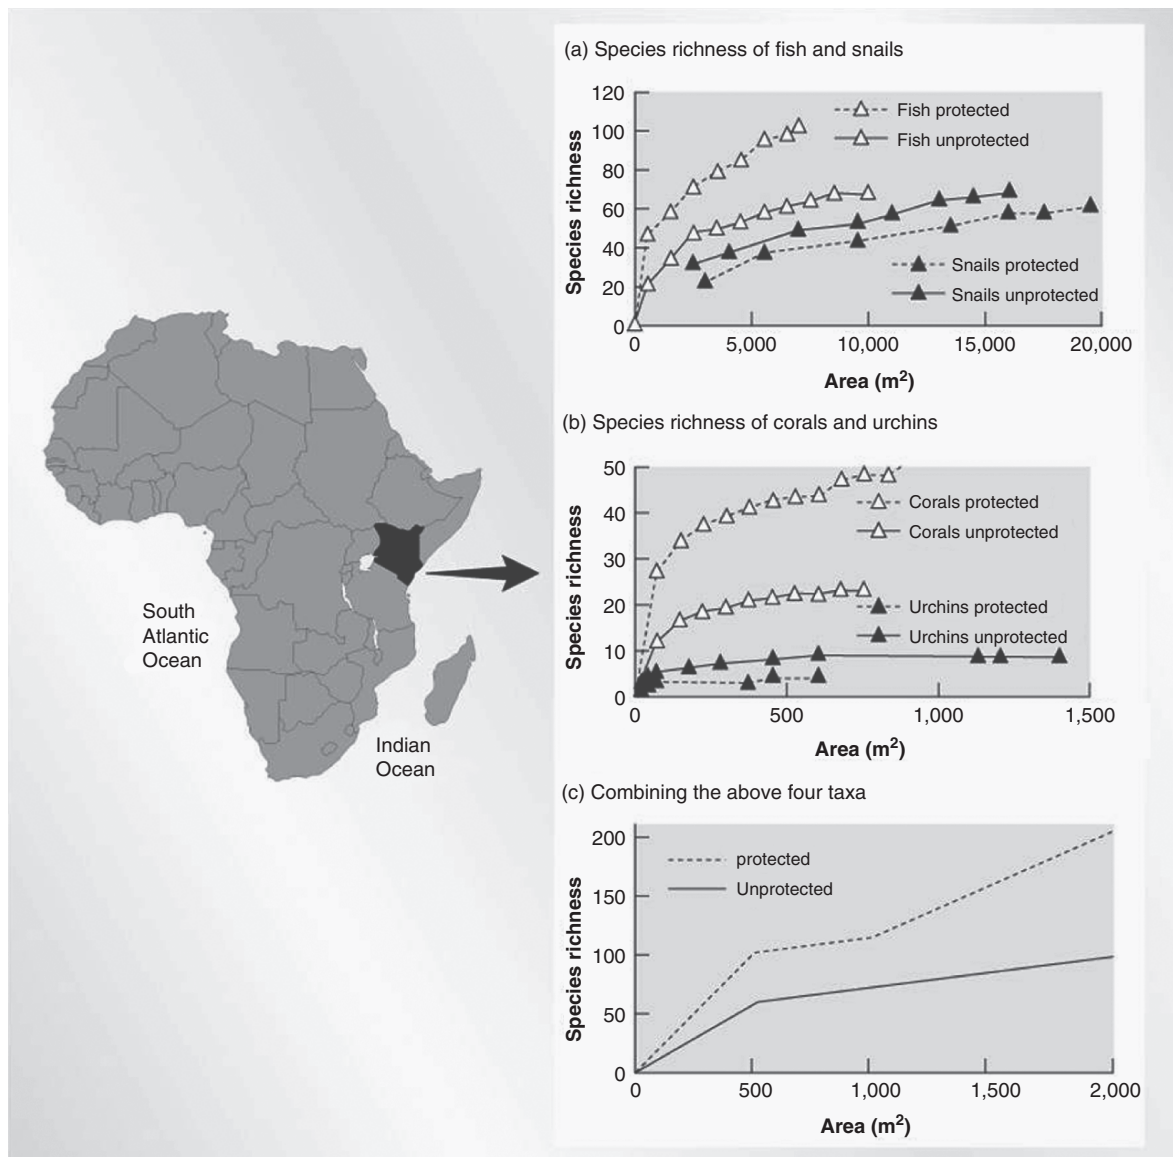 South
Atlantic
Ocean
Indian
Ocean
(a) Species richness of fish and snails
Species richness
120
100
80
60
40
20
0
Fish protected
Fish unprotected
Snails protected
Snails unprotected
0 5,000 10,000 15,000 20,000
Area (m²)
(b) Species richness of corals and urchins
Species richness
50
40
30
20
10
0
Corals protected
Corals unprotected
Urchins protected
Urchins unprotected
0 500 1,000 1,500
Area (m²)
(c) Combining the above four taxa
Species richness
200
150
100
50
0
protected
Unprotected
0 500 1,000 1,500 2,000
Area (m²)